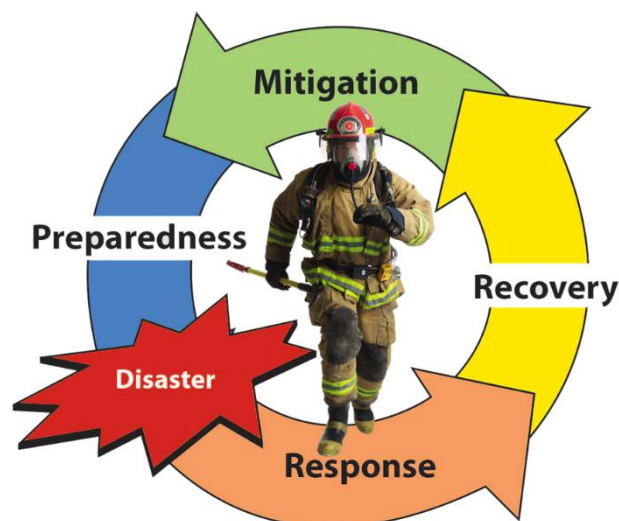 Mitigation
Preparedness
Recovery
Disaster
Response